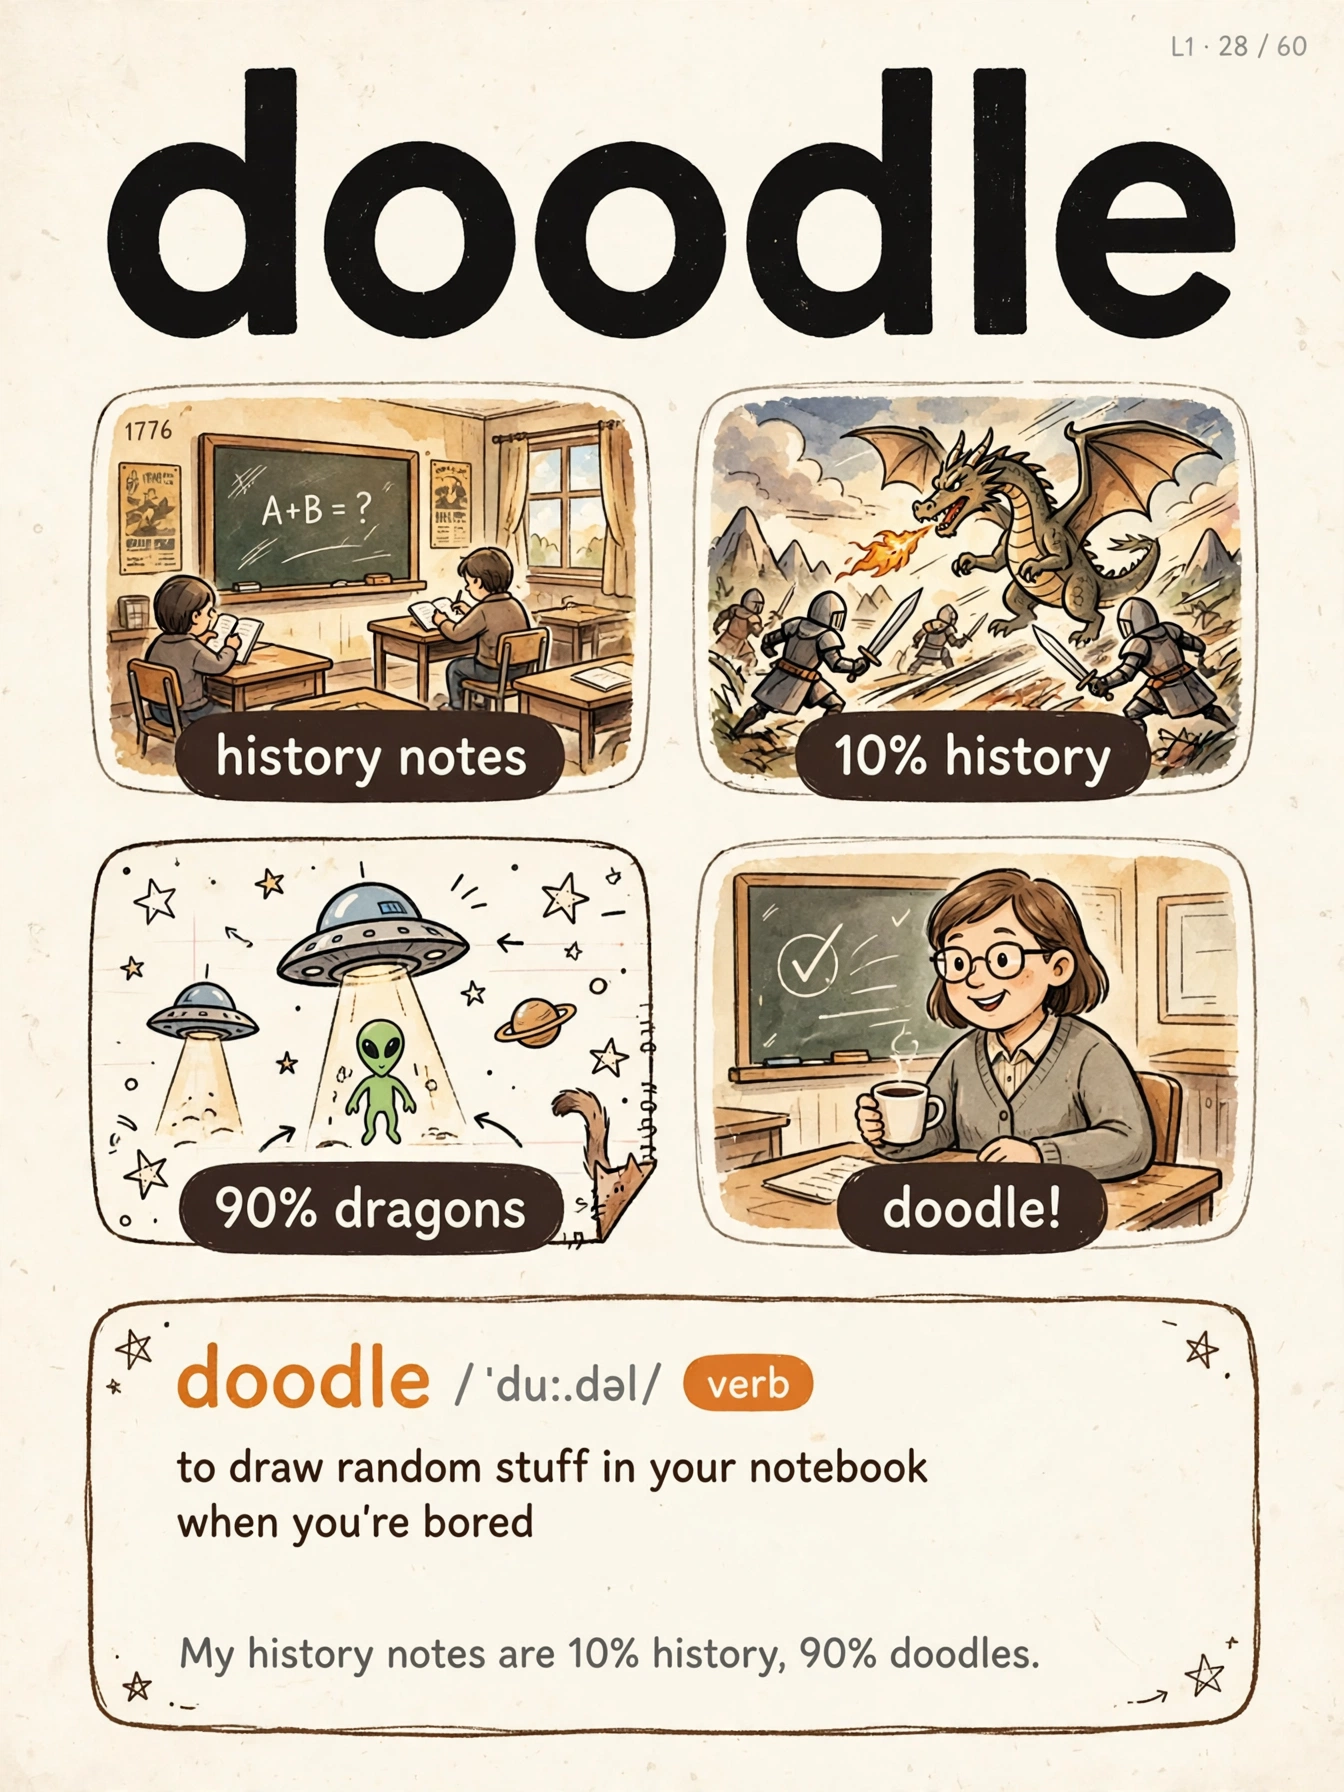 L1 · 28 / 60
doodle
1776
A+B = ?
history notes
10% history
90% dragons
doodle!
doodle / ˈdu:.dəl/ verb
to draw random stuff in your notebook
when you're bored
My history notes are 10% history, 90% doodles.